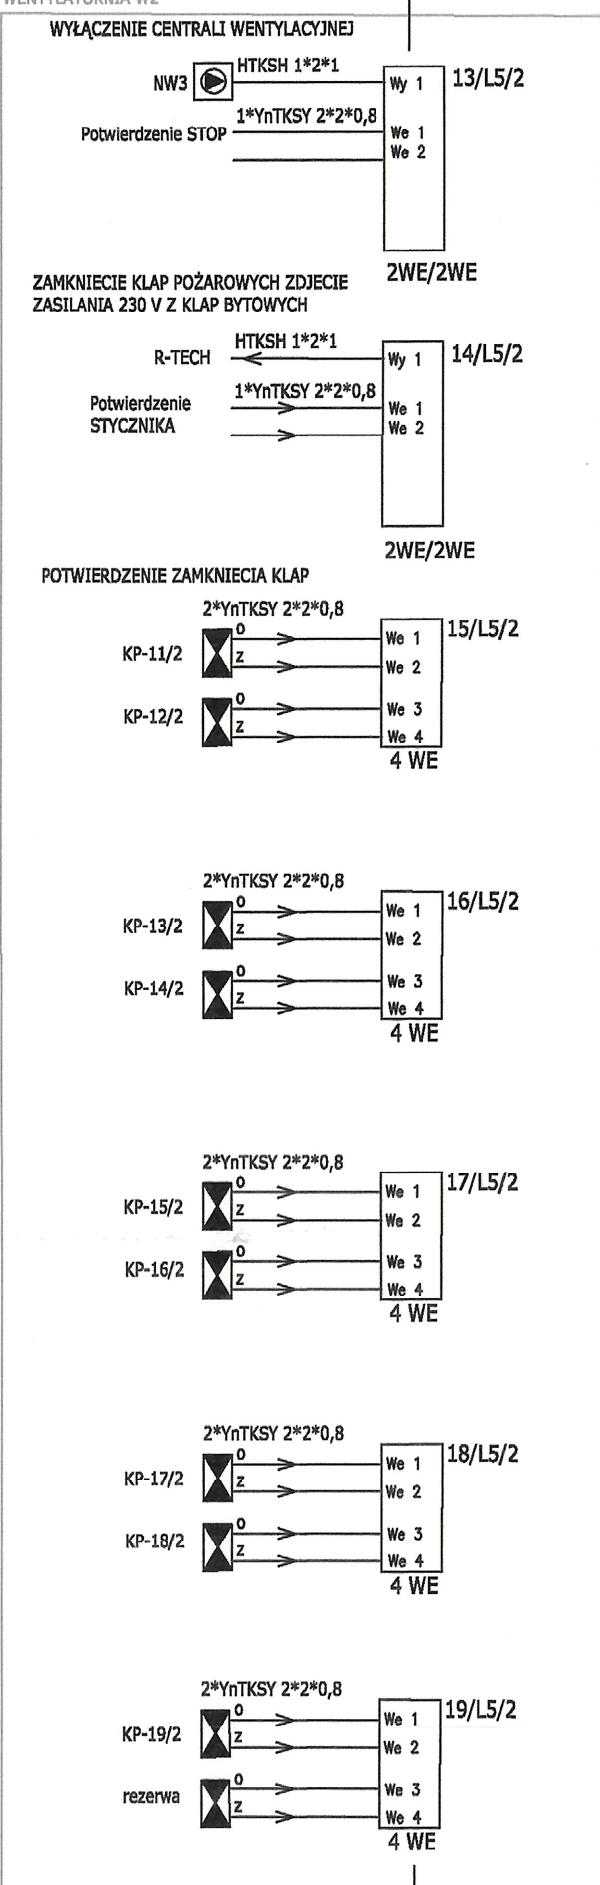 WENTYLATORNIA W2
WYŁĄCZENIE CENTRALI WENTYLACYJNEJ
NW3 HTKSH 1*2*1 Wy 1 13/L5/2
Potwierdzenie STOP 1*YnTKSY 2*2*0,8 We 1
We 2
2WE/2WE
ZAMKNIECIE KLAP POŻAROWYCH ZDJECIE
ZASILANIA 230 V Z KLAP BYTOWYCH
R-TECH HTKSH 1*2*1 Wy 1 14/L5/2
Potwierdzenie 1*YnTKSY 2*2*0,8 We 1
STYCZNIKA We 2
2WE/2WE
POTWIERDZENIE ZAMKNIECIA KLAP
2*YnTKSY 2*2*0,8
KP-11/2 O We 1 15/L5/2
Z We 2
KP-12/2 O We 3
Z We 4
4 WE
2*YnTKSY 2*2*0,8
KP-13/2 O We 1 16/L5/2
Z We 2
KP-14/2 O We 3
Z We 4
4 WE
2*YnTKSY 2*2*0,8
KP-15/2 O We 1 17/L5/2
Z We 2
KP-16/2 O We 3
Z We 4
4 WE
2*YnTKSY 2*2*0,8
KP-17/2 O We 1 18/L5/2
Z We 2
KP-18/2 O We 3
Z We 4
4 WE
2*YnTKSY 2*2*0,8
KP-19/2 O We 1 19/L5/2
Z We 2
rezerwa O We 3
Z We 4
4 WE